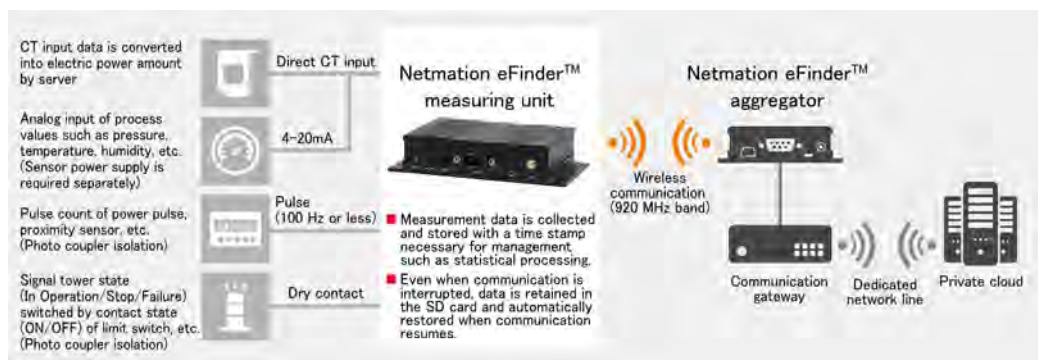 CT input data is converted
into electric power amount
by server
Direct CT input
Analog input of process
values such as pressure,
temperature, humidity, etc.
(Sensor power supply is
required separately)
4-20mA
Pulse count of power pulse,
proximity sensor, etc.
(Photo coupler isolation)
Pulse
(100 Hz or less)
Signal tower state
(In Operation/Stop/Failure)
switched by contact state
(ON/OFF) of limit switch, etc.
(Photo coupler isolation)
Dry contact
Netmation eFinder™
measuring unit
■ Measurement data is collected
and stored with a time stamp
necessary for management
such as statistical processing.
■ Even when communication is
interrupted, data is retained in
the SD card and automatically
restored when communication
resumes.
Wireless
communication
(920 MHz band)
Netmation eFinder™
aggregator
Communication
gateway
Dedicated
network line
Private cloud